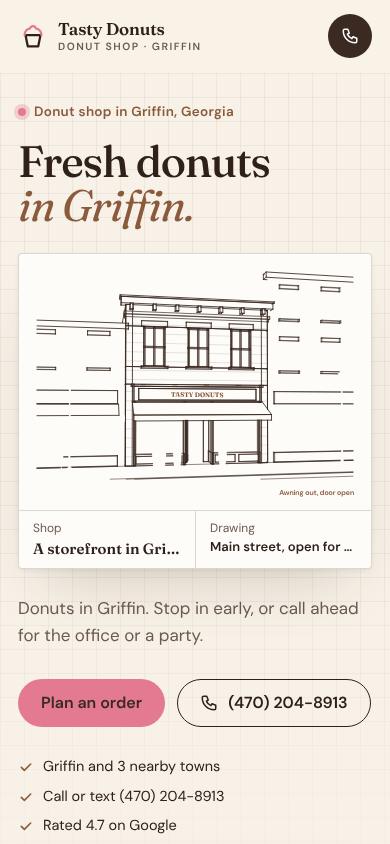 Tasty Donuts
DONUT SHOP · GRIFFIN
Donut shop in Griffin, Georgia
Fresh donuts
in Griffin.
TASTY DONUTS
Awning out, door open
Shop
A storefront in Gri...
Drawing
Main street, open for ...
Donuts in Griffin. Stop in early, or call ahead
for the office or a party.
Plan an order
(470) 204-8913
Griffin and 3 nearby towns
Call or text (470) 204-8913
Rated 4.7 on Google